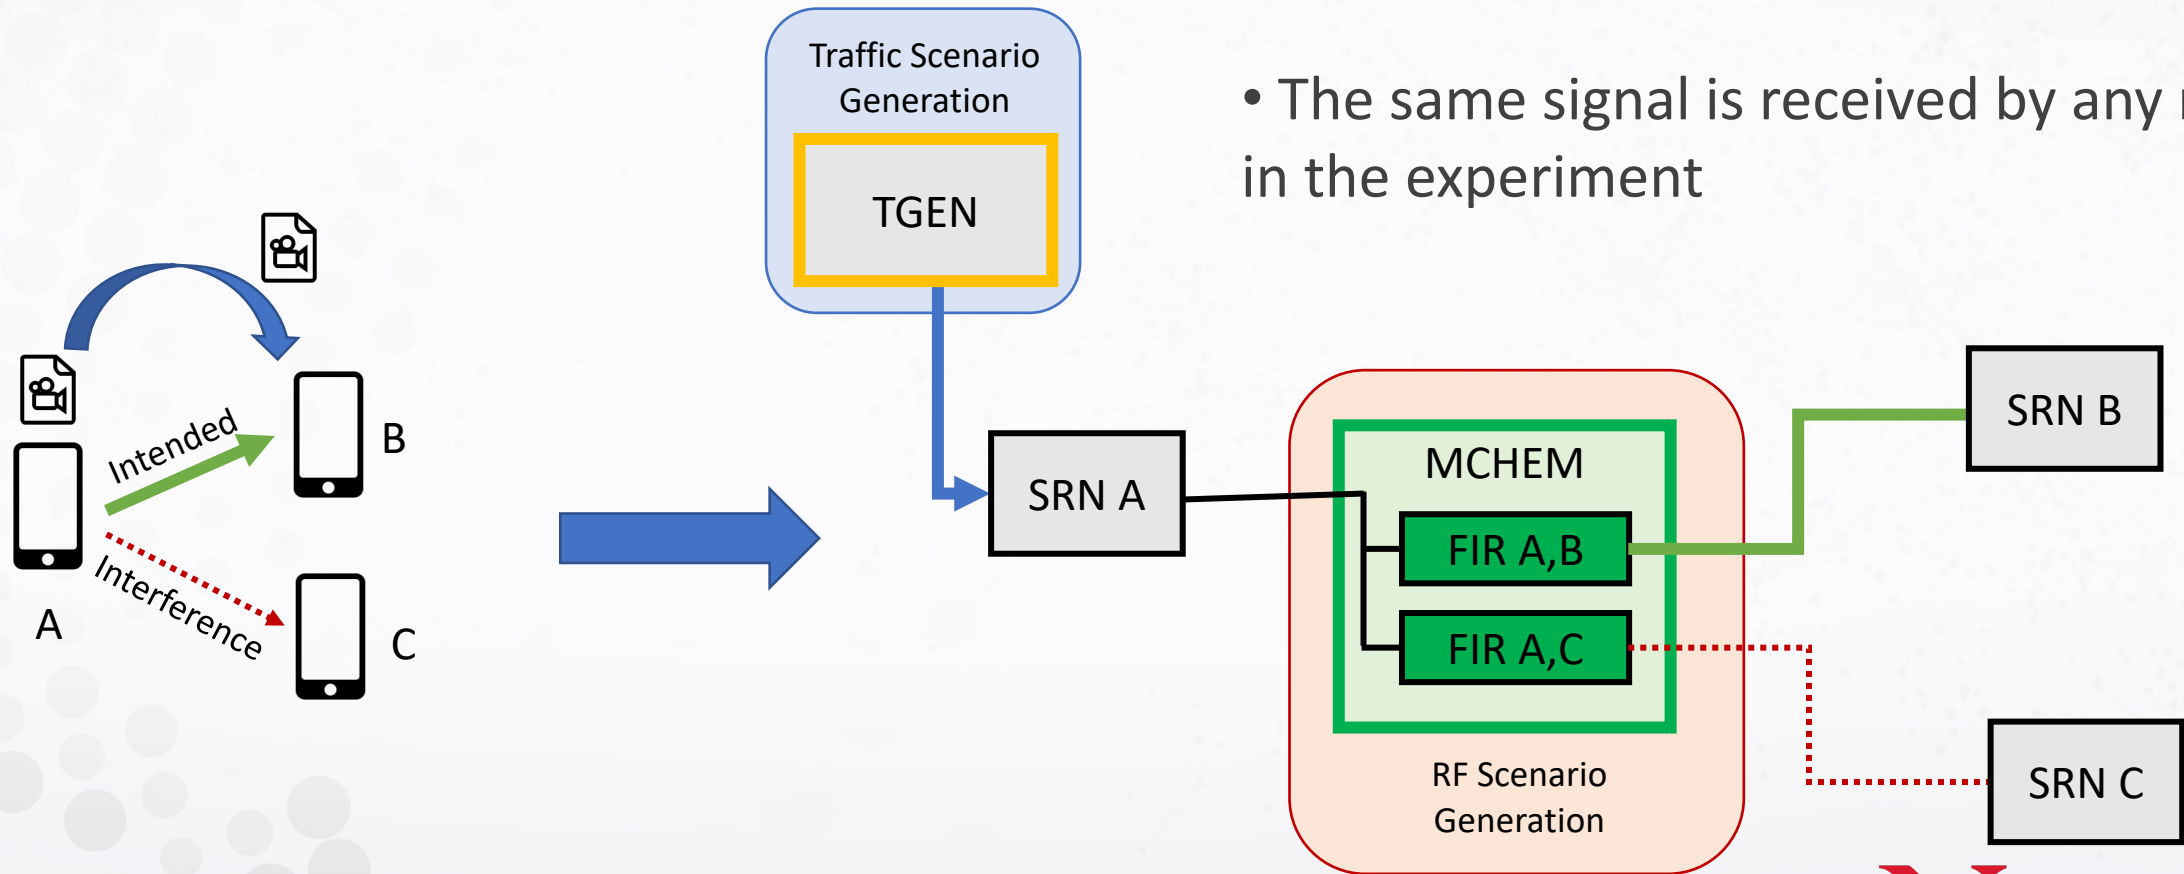 Traffic Scenario
Generation
TGEN
• The same signal is received by any
in the experiment
Intended
B
A
Interference
C
SRN A
MCHEM
FIR A,B
FIR A,C
RF Scenario
Generation
SRN B
SRN C